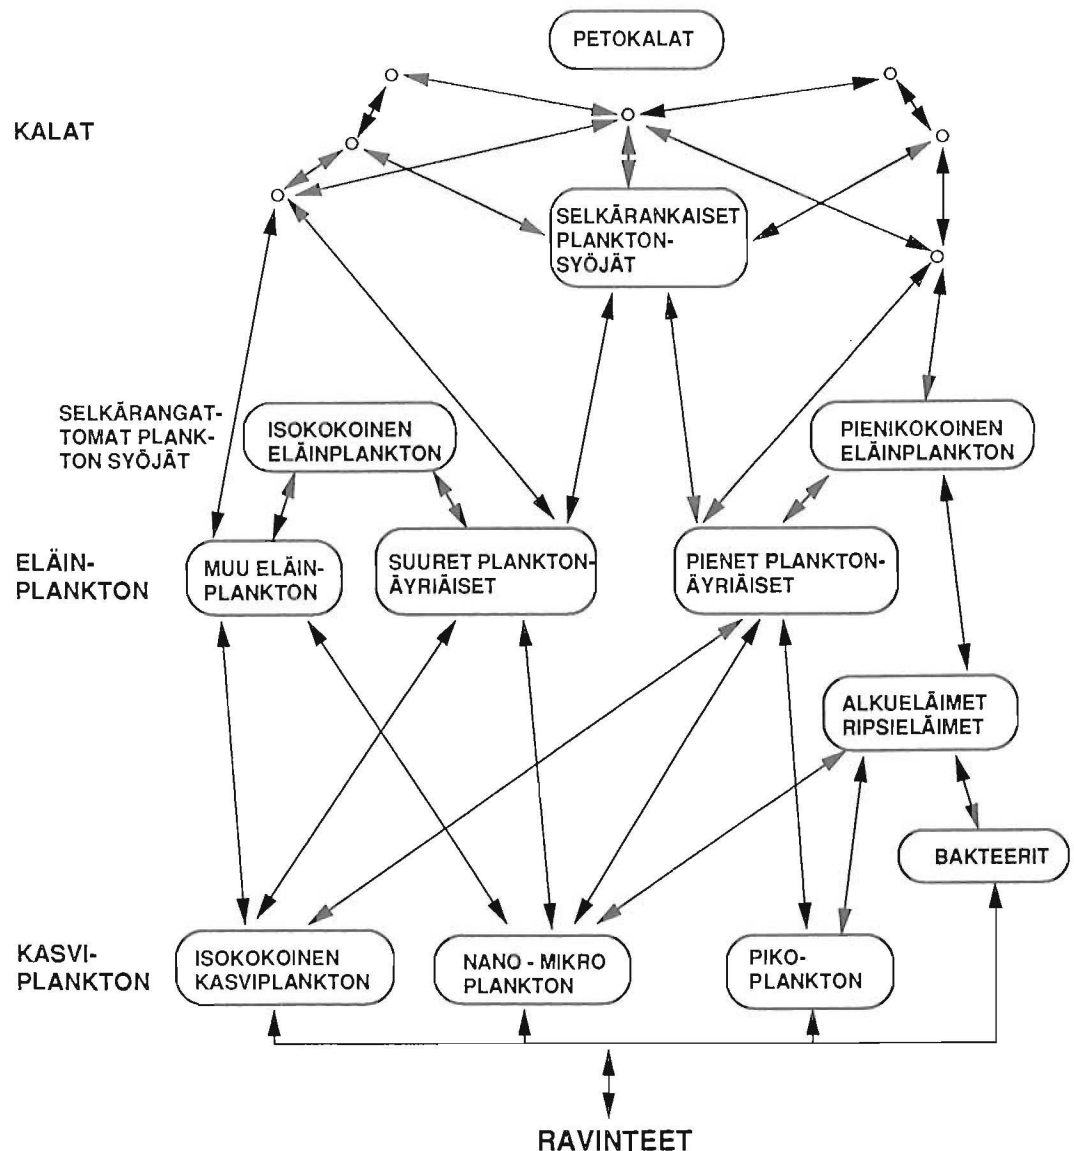 PETOKALAT
KALAT
SELKÄRANKAISET
PLANKTON-
SYÖJÄT
SELKÄRANGAT-
TOMAT PLANK-
TON SYÖJÄT
ISOKOKOINEN
ELÄINPLANKTON
PIENIKOKOINEN
ELÄINPLANKTON
ELÄIN-
PLANKTON
MUU ELÄIN-
PLANKTON
SUURET PLANKTON-
ÄYRIÄISET
PIENET PLANKTON-
ÄYRIÄISET
ALKUELÄIMET
RIPSIELÄIMET
BAKTEERIT
KASVI-
PLANKTON
ISOKOKOINEN
KASVIPLANKTON
NANO - MIKRO
PLANKTON
PIKO-
PLANKTON
RAVINTEET